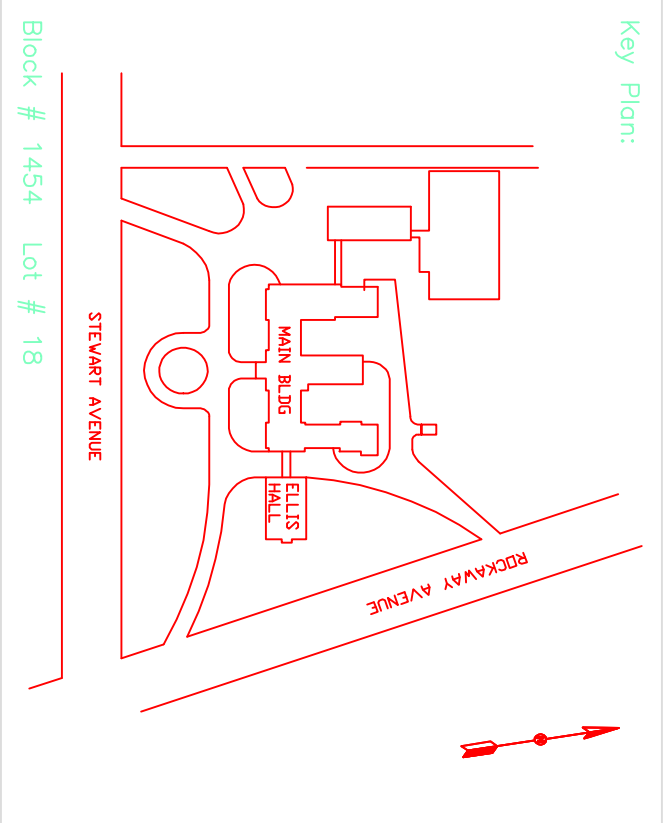 Key Plan:
MAIN BLDG
ELLIS
HALL
ROCKAWAY AVENUE
STEWART AVENUE
Block # 1454 Lot # 18